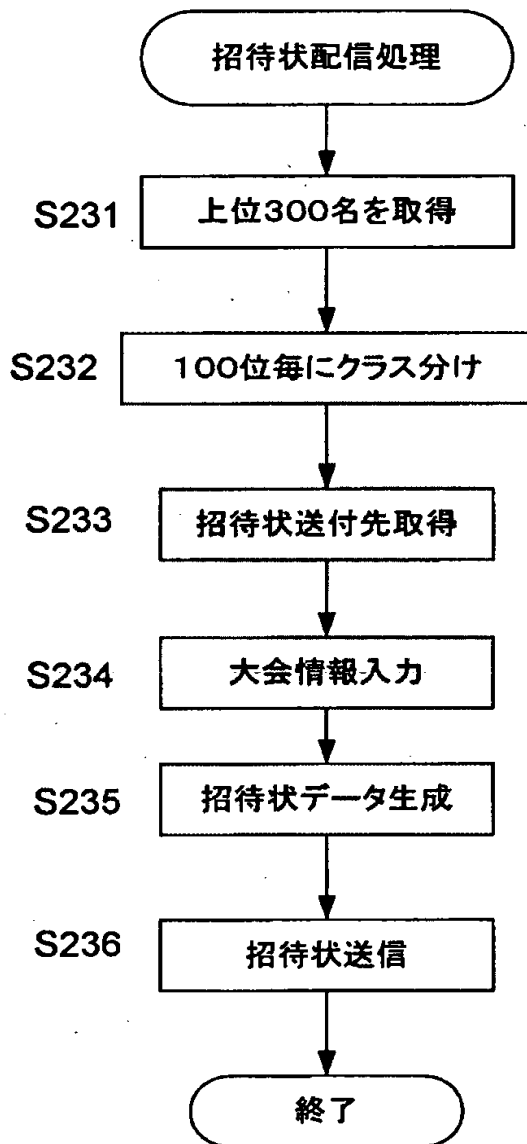 招待状配信処理
S231
上位300名を取得
S232
100位毎にクラス分け
S233
招待状送付先取得
S234
大会情報入力
S235
招待状データ生成
S236
招待状送信
終了